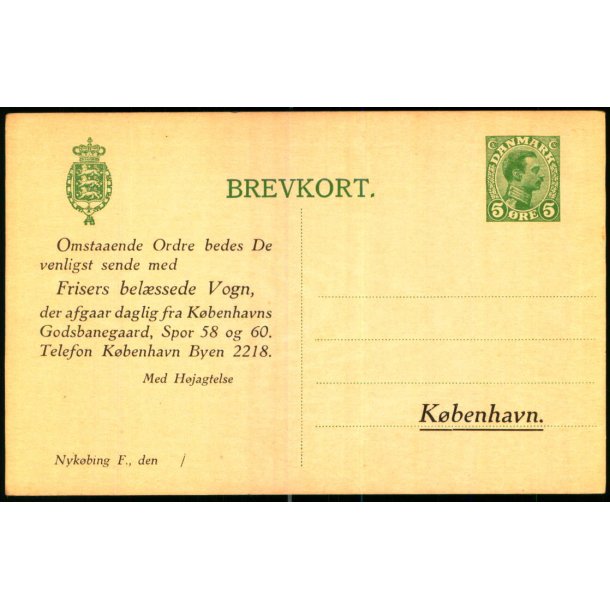 DANMARK
5 ØRE 5
BREVKORT.
Omstaaende Ordre bedes De
venligst sende med
Frisers belæssede Vogn,
der afgaar daglig fra Københavns
Godsbanegaard, Spor 58 og 60.
Telefon København Byen 2218.
Med Højagtelse
København.
Nykøbing F., den /